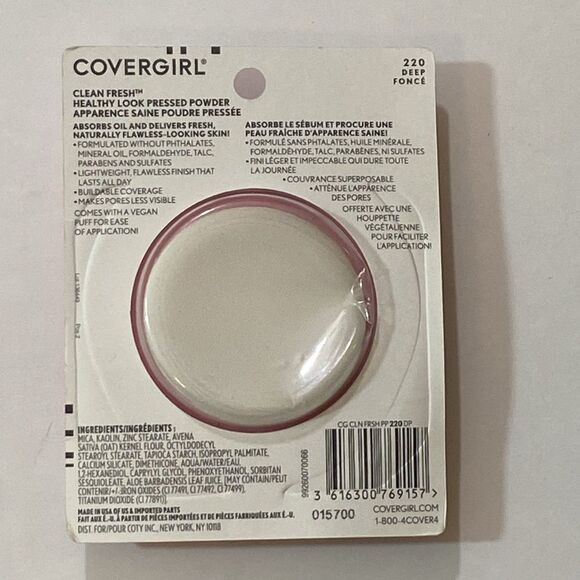 COVERGIRL®
220
DEEP
FONCÉ
CLEAN FRESH™
HEALTHY LOOK PRESSED POWDER
APPARENCE SAINE POUDRE PRESSÉE
ABSORBS OIL AND DELIVERS FRESH,
NATURALLY FLAWLESS-LOOKING SKIN!
• FORMULATED WITHOUT PHTHALATES,
MINERAL OIL, FORMALDEHYDE, TALC,
PARABENS AND SULFATES
• LIGHTWEIGHT, FLAWLESS FINISH THAT
LASTS ALL DAY
• BUILDABLE COVERAGE
• MAKES PORES LESS VISIBLE
COMES WITH A VEGAN
PUFF FOR EASE
OF APPLICATION!
ABSORBE LE SÉBUM ET PROCURE UNE
PEAU FRAÎCHE D'APPARENCE SAINE!
• FORMULÉ SANS PHTALATES, HUILE MINÉRALE,
FORMALDÉHYDE, TALC, PARABÈNES, NI SULFATES
• FINI LÉGER ET IMPECCABLE QUI DURE TOUTE
LA JOURNÉE
• COUVRANCE SUPERPOSABLE
• ATTÉNUE L'APPARENCE
DES PORES
OFFERTE AVEC UNE
HOUPPETTE
VÉGÉTALIENNE
POUR FACILITER
L'APPLICATION!
INGREDIENTS/INGRÉDIENTS :
MICA, KAOLIN, ZINC STEARATE, AVENA
SATIVA (OAT) KERNEL FLOUR, OCTYLDODECYL
STEAROYL STEARATE, TAPIOCA STARCH, ISOPROPYL PALMITATE,
CALCIUM SILICATE, DIMETHICONE, AQUA/WATER/EAU,
1,2-HEXANEDIOL, CAPRYLYL GLYCOL, PHENOXYETHANOL, SORBITAN
SESQUIOLEATE, ALOE BARBADENSIS LEAF JUICE, [MAY CONTAIN/PEUT
CONTENIR/+/-:IRON OXIDES (CI 77491, CI 77492, CI 77499),
TITANIUM DIOXIDE (CI 77891)].
MADE IN USA OF US & IMPORTED PARTS
FAIT AUX É.-U. À PARTIR DE PIÈCES IMPORTÉES ET DE PIÈCES FABRIQUÉES AUX É.-U.
DIST. FOR/POUR COTY INC., NEW YORK, NY 10118
99260070066
CG CLN FRSH PP 220 DP
3 616300 769157 >
015700
COVERGIRL.COM
1-800-4COVER4